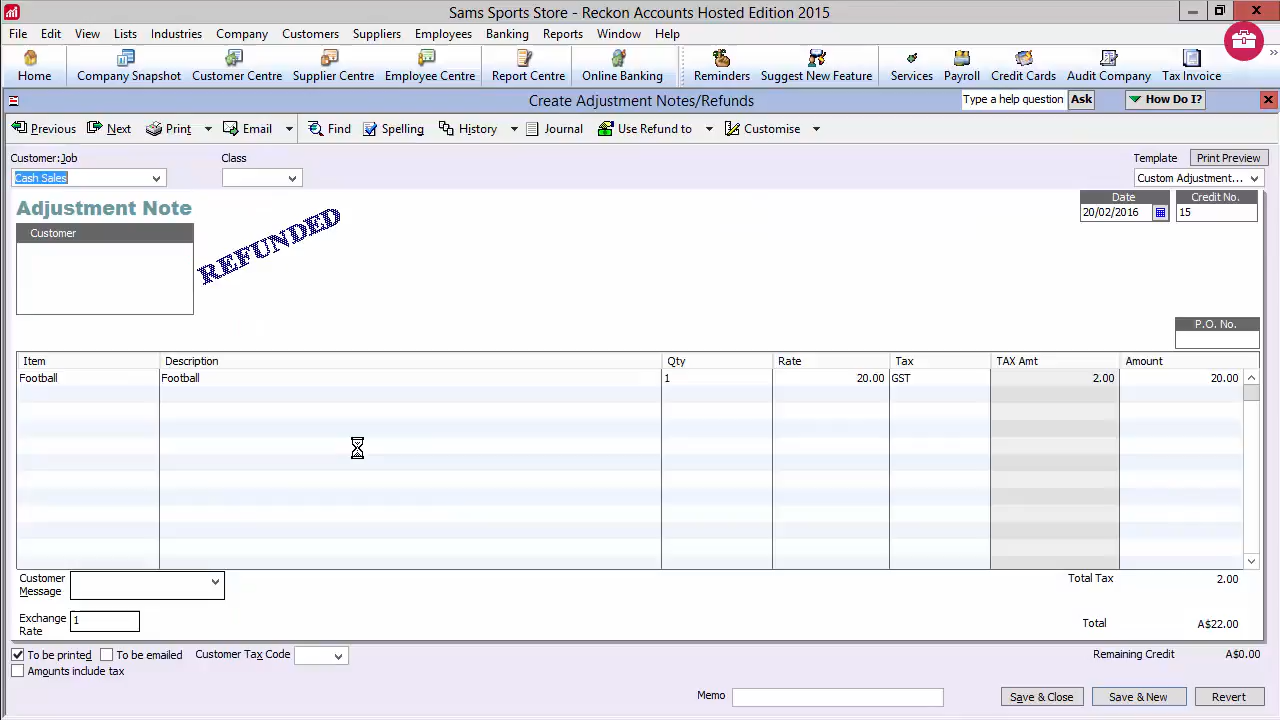 Sams Sports Store - Reckon Accounts Hosted Edition 2015
File Edit View Lists Industries Company Customers Suppliers Employees Banking Reports Window Help
Home Company Snapshot Customer Centre Supplier Centre Employee Centre Report Centre Online Banking Reminders Suggest New Feature Services Payroll Credit Cards Audit Company Tax Invoice
Create Adjustment Notes/Refunds Type a help question Ask How Do I?
Previous Next Print Email Find Spelling History Journal Use Refund to Customise
Customer:Job Class Template Print Preview
Cash Sales Custom Adjustment...
Adjustment Note Date Credit No.
20/02/2016 15
Customer
REFUNDED
P.O. No.
Item Description Qty Rate Tax TAX Amt Amount
Football Football 1 20.00 GST 2.00 20.00
Customer Message
Total Tax 2.00
Exchange Rate 1
Total A$22.00
To be printed To be emailed Customer Tax Code Remaining Credit A$0.00
Amounts include tax
Memo Save & Close Save & New Revert